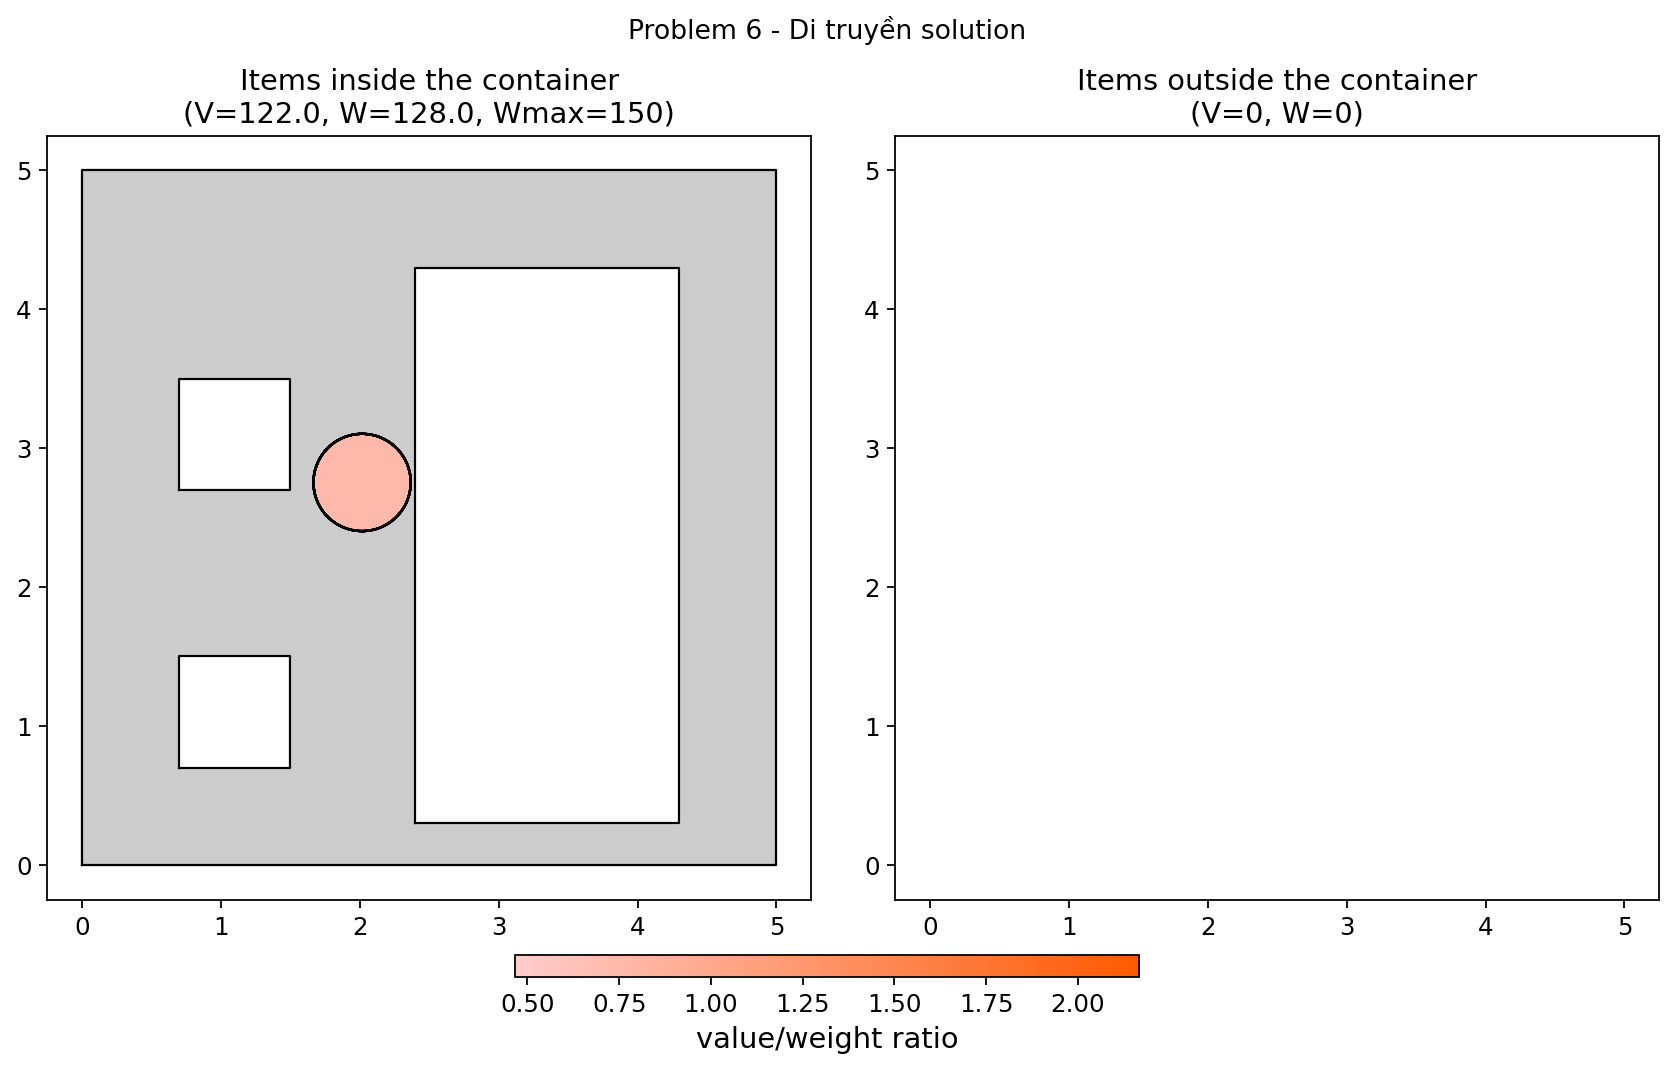 Problem 6 - Di truyền solution
Items inside the container
(V=122.0, W=128.0, Wmax=150)
Items outside the container
(V=0, W=0)
5
4
3
2
1
0
0 1 2 3 4 5
5
4
3
2
1
0
0 1 2 3 4 5
0.50 0.75 1.00 1.25 1.50 1.75 2.00
value/weight ratio